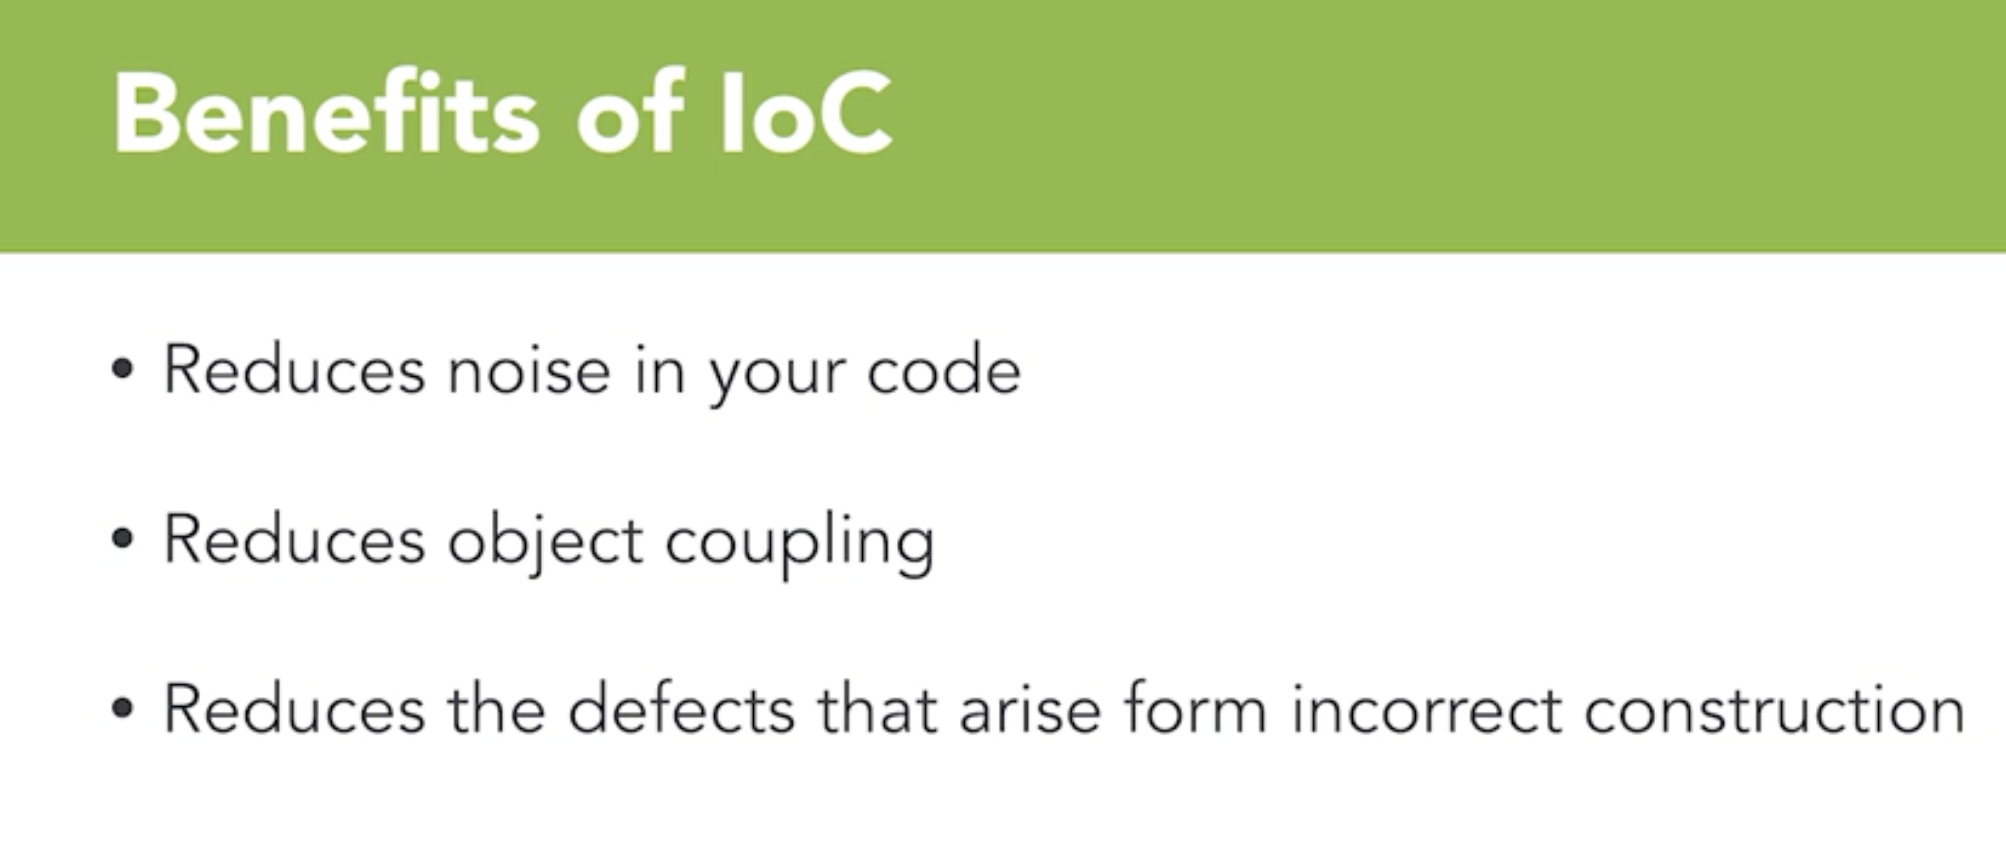 Benefits of IoC
• Reduces noise in your code
• Reduces object coupling
• Reduces the defects that arise form incorrect construction